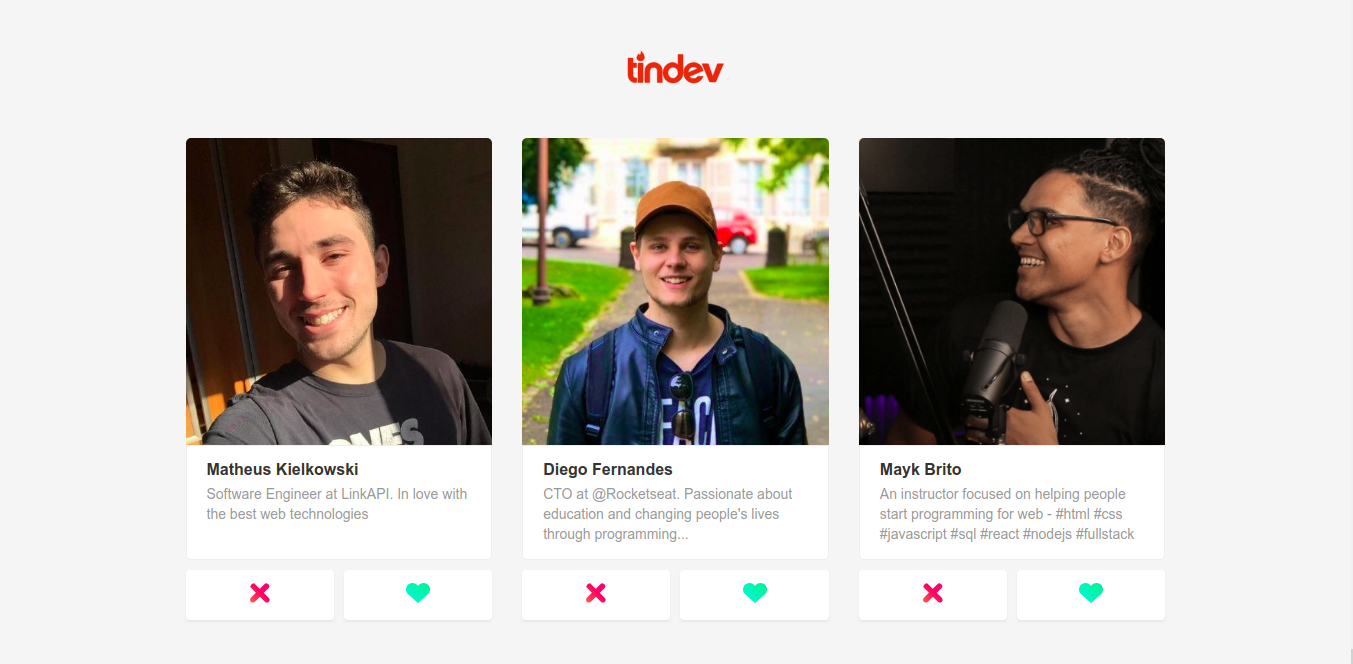 tindev
Matheus Kielkowski
Software Engineer at LinkAPI. In love with
the best web technologies
Diego Fernandes
CTO at @Rocketseat. Passionate about
education and changing people's lives
through programming...
Mayk Brito
An instructor focused on helping people
start programming for web - #html #css
#javascript #sql #react #nodejs #fullstack